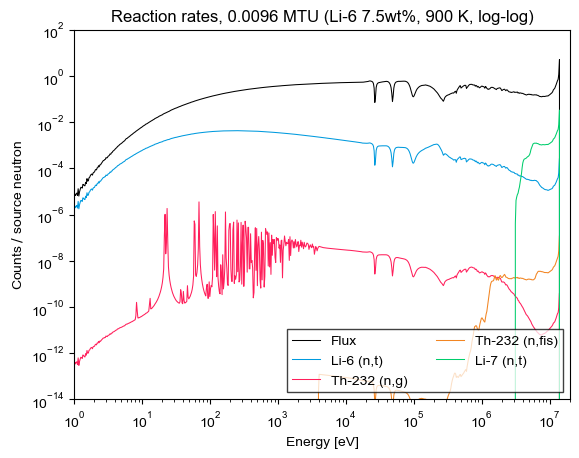 Reaction rates, 0.0096 MTU (Li-6 7.5wt%, 900 K, log-log)
Counts / source neutron
10^2
10^0
10^−2
10^−4
10^−6
10^−8
10^−10
10^−12
10^−14
Flux
Li-6 (n,t)
Th-232 (n,g)
Th-232 (n,fis)
Li-7 (n,t)
10^0 10^1 10^2 10^3 10^4 10^5 10^6 10^7
Energy [eV]